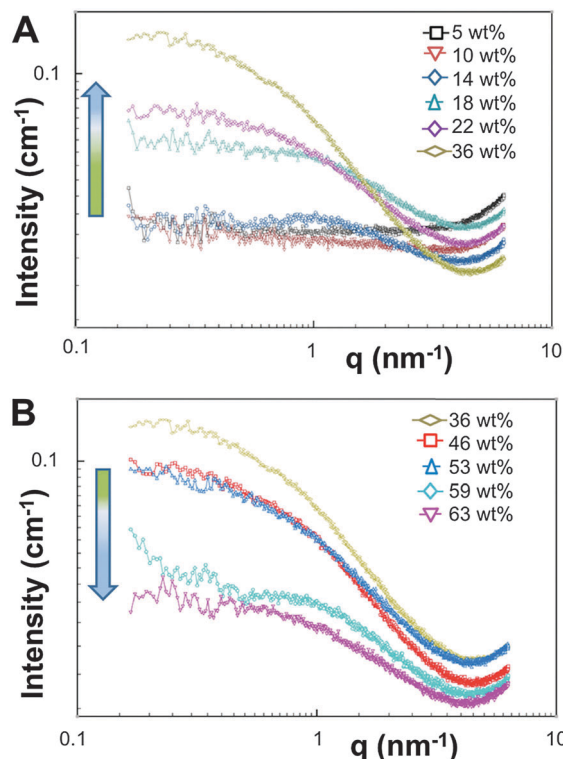 A
5 wt%
10 wt%
14 wt%
18 wt%
22 wt%
36 wt%
0.1
Intensity (cm-1)
0.1
1
10
q (nm-1)
B
36 wt%
46 wt%
53 wt%
59 wt%
63 wt%
0.1
Intensity (cm-1)
0.1
1
10
q (nm-1)